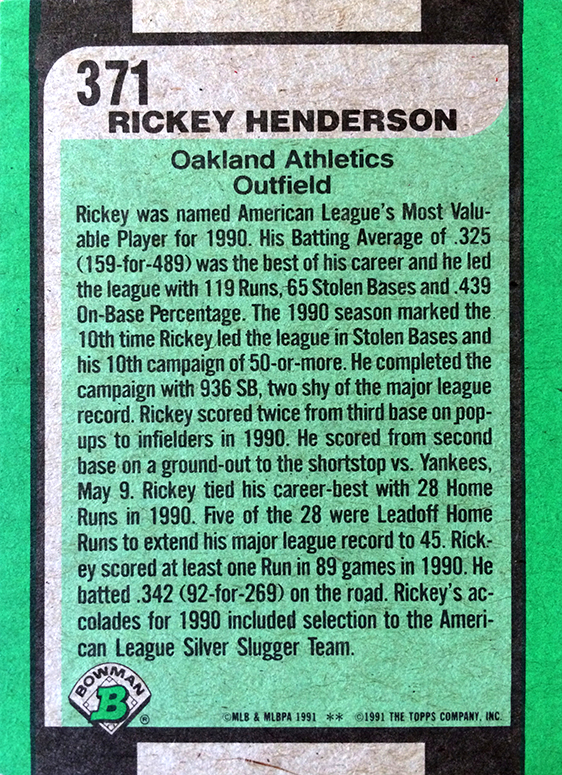 371
RICKEY HENDERSON
Oakland Athletics
Outfield
Rickey was named American League's Most Valu-
able Player for 1990. His Batting Average of .325
(159-for-489) was the best of his career and he led
the league with 119 Runs, 65 Stolen Bases and .439
On-Base Percentage. The 1990 season marked the
10th time Rickey led the league in Stolen Bases and
his 10th campaign of 50-or-more. He completed the
campaign with 936 SB, two shy of the major league
record. Rickey scored twice from third base on pop-
ups to infielders in 1990. He scored from second
base on a ground-out to the shortstop vs. Yankees,
May 9. Rickey tied his career-best with 28 Home
Runs in 1990. Five of the 28 were Leadoff Home
Runs to extend his major league record to 45. Rick-
ey scored at least one Run in 89 games in 1990. He
batted .342 (92-for-269) on the road. Rickey's ac-
colades for 1990 included selection to the Ameri-
can League Silver Slugger Team.
BOWMAN
B ®
©MLB & MLBPA 1991 ** ©1991 THE TOPPS COMPANY, INC.